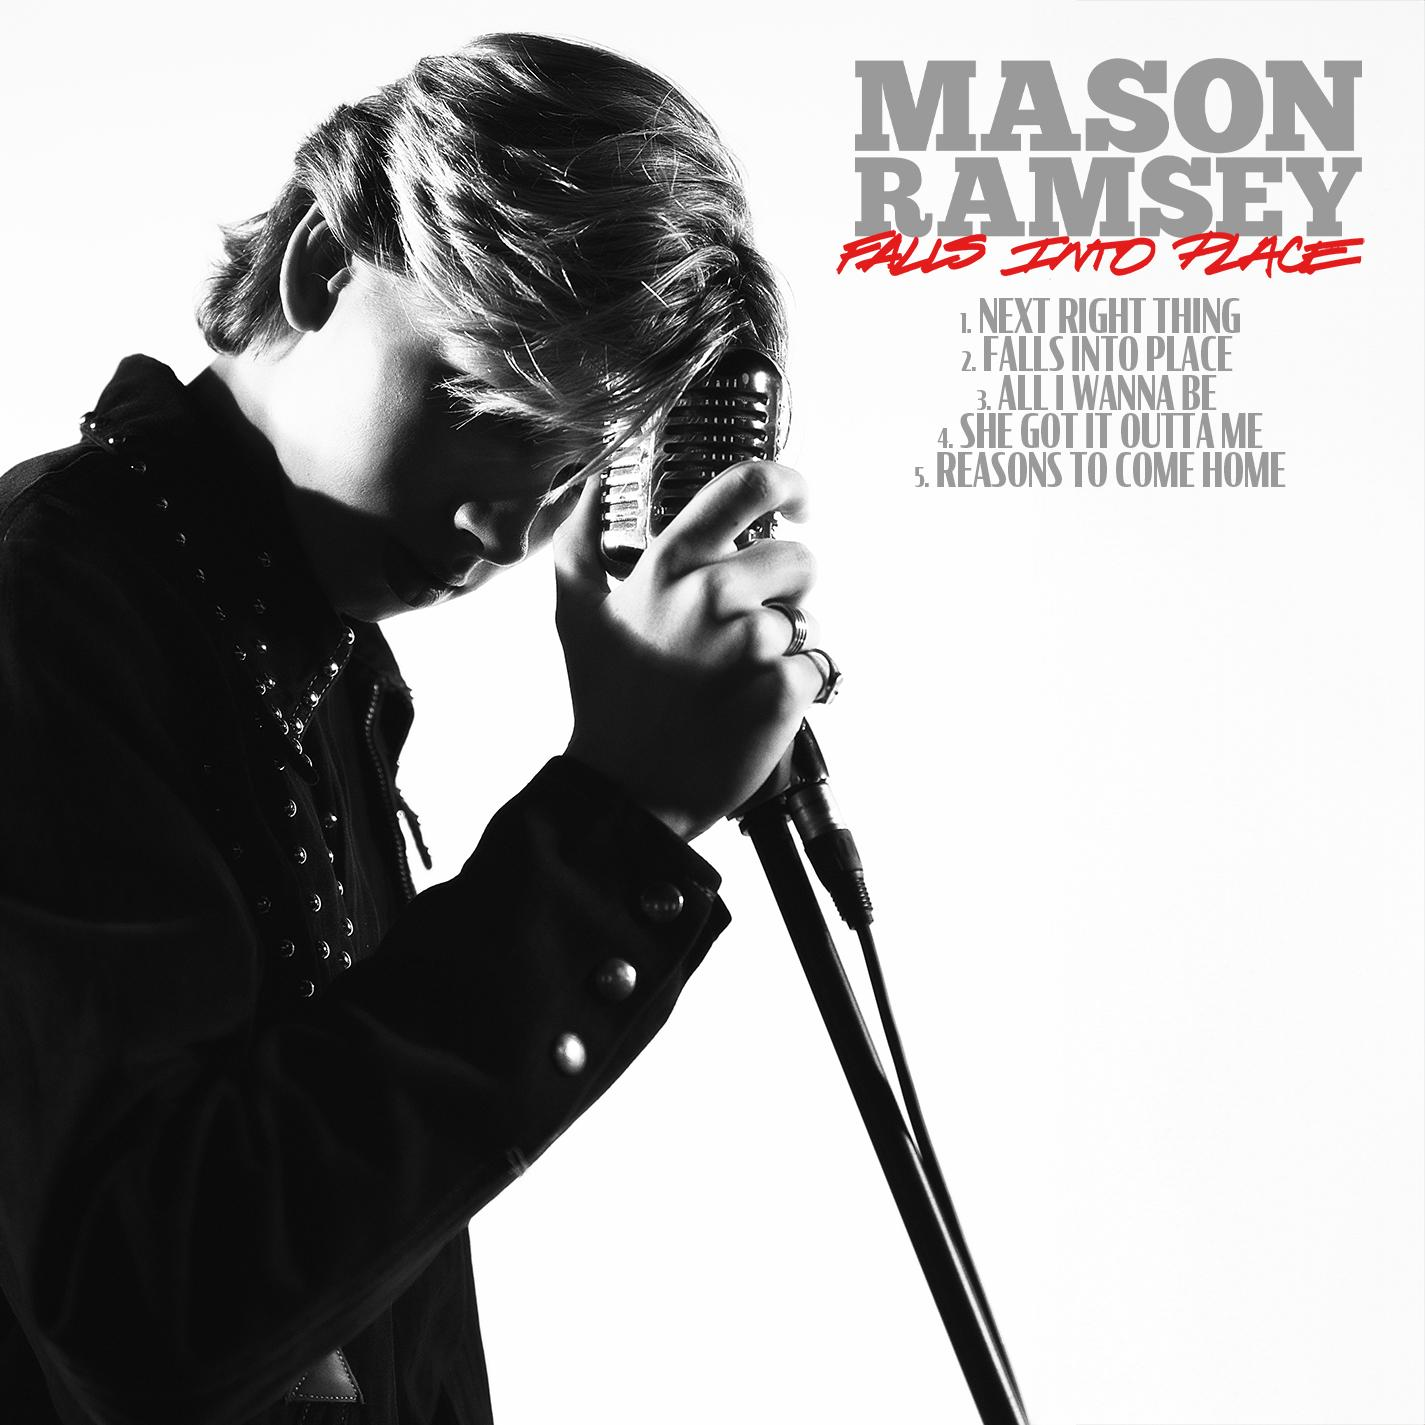 MASON
RAMSEY
FALLS INTO PLACE
1. NEXT RIGHT THING
2. FALLS INTO PLACE
3. ALL I WANNA BE
4. SHE GOT IT OUTTA ME
5. REASONS TO COME HOME